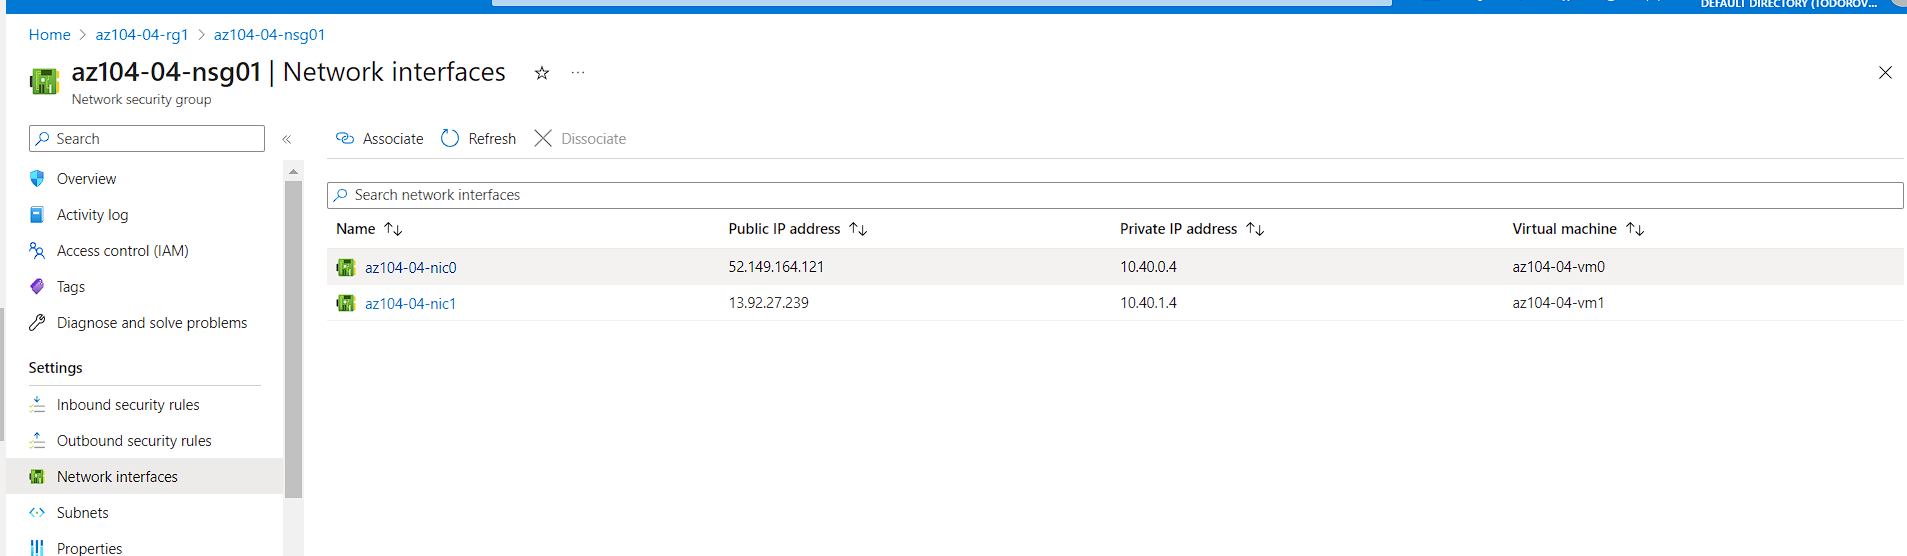 DEFAULT DIRECTORY (TODOROV...
Home > az104-04-rg1 > az104-04-nsg01
az104-04-nsg01 | Network interfaces
Network security group
Search
Overview
Activity log
Access control (IAM)
Tags
Diagnose and solve problems
Settings
Inbound security rules
Outbound security rules
Network interfaces
Subnets
Properties
Associate Refresh Dissociate
Search network interfaces
Name Public IP address Private IP address Virtual machine
az104-04-nic0 52.149.164.121 10.40.0.4 az104-04-vm0
az104-04-nic1 13.92.27.239 10.40.1.4 az104-04-vm1